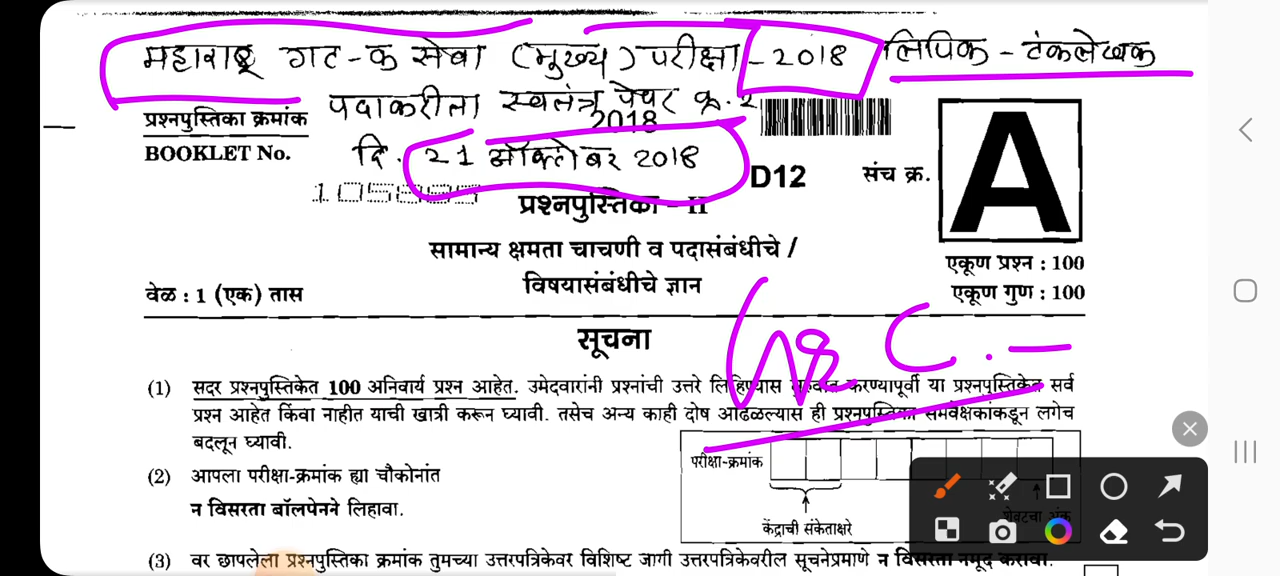 महाराष्ट्र गट-क सेवा (मुख्य) परीक्षा - 2018 लिपिक - टंकलेखक
पदाकरीता स्वतंत्र पेपर क्र. 2
2018
दि. 21 ऑक्टोबर 2018
प्रश्नपुस्तिका क्रमांक
BOOKLET No.
D12
संच क्र.
A
प्रश्नपुस्तिका - II
सामान्य क्षमता चाचणी व पदासंबंधीचे /
विषयासंबंधीचे ज्ञान
वेळ : 1 (एक) तास
एकूण प्रश्न : 100
एकूण गुण : 100
सूचना
(1) सदर प्रश्नपुस्तिकेत 100 अनिवार्य प्रश्न आहेत. उमेदवारांनी प्रश्नांची उत्तरे लिहिण्यास सुरुवात करण्यापूर्वी या प्रश्नपुस्तिकेत सर्व
प्रश्न आहेत किंवा नाहीत याची खात्री करून घ्यावी. तसेच अन्य काही दोष आढळल्यास ही प्रश्नपुस्तिका समवेक्षकांकडून लगेच
बदलून घ्यावी.
(2) आपला परीक्षा-क्रमांक ह्या चौकोनांत
न विसरता बॉलपेनने लिहावा.
परीक्षा-क्रमांक
केंद्राची संकेताक्षरे
शेवटचा अंक
(3) वर छापलेला प्रश्नपुस्तिका क्रमांक तुमच्या उत्तरपत्रिकेवर विशिष्ट जागी उत्तरपत्रिकेवरील सूचनेप्रमाणे न विसरता नमूद करावा.